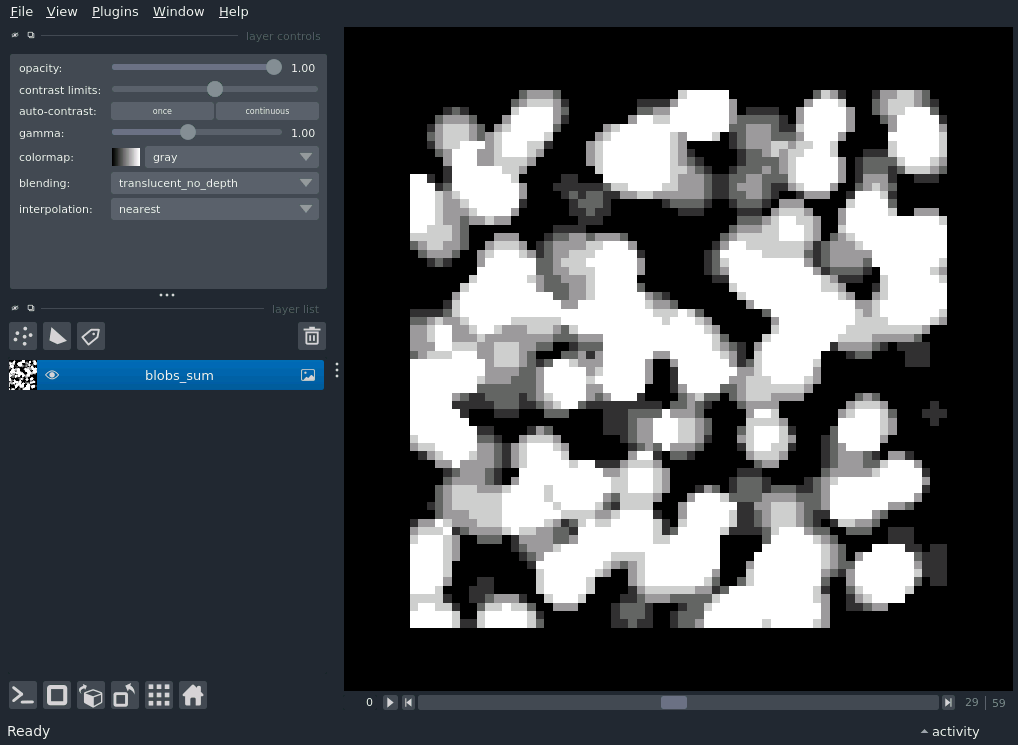 File View Plugins Window Help
layer controls
opacity: 1.00
contrast limits:
auto-contrast: once continuous
gamma: 1.00
colormap: gray
blending: translucent_no_depth
interpolation: nearest
layer list
blobs_sum
0 29 59
Ready activity